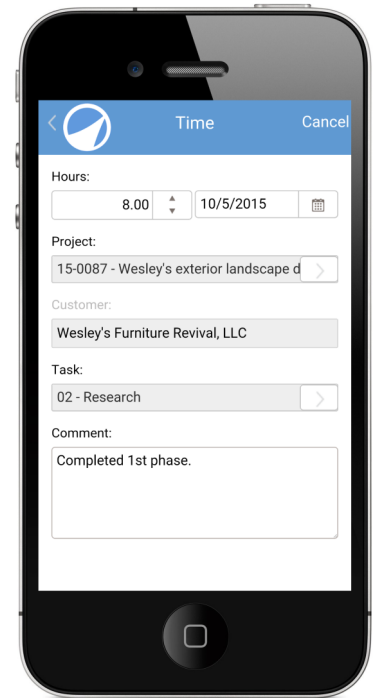 Time
Cancel
Hours:
8.00 10/5/2015
Project:
15-0087 - Wesley's exterior landscape d
Customer:
Wesley's Furniture Revival, LLC
Task:
02 - Research
Comment:
Completed 1st phase.